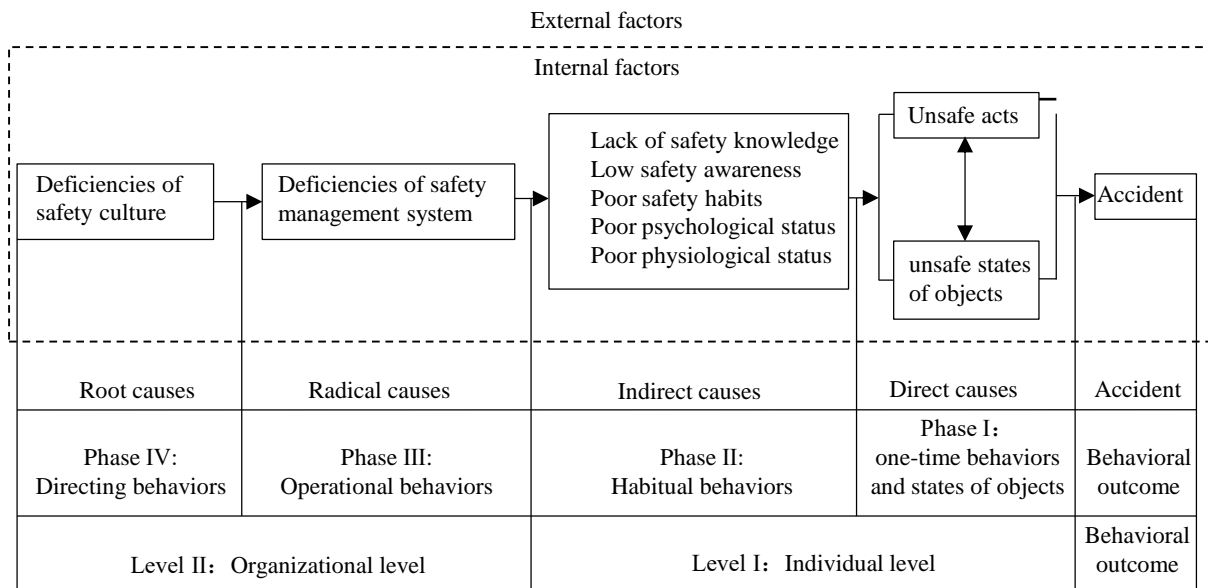 External factors
Internal factors
Deficiencies of
safety culture
Deficiencies of safety
management system
Lack of safety knowledge
Low safety awareness
Poor safety habits
Poor psychological status
Poor physiological status
Unsafe acts
unsafe states
of objects
Accident
Root causes
Radical causes
Indirect causes
Direct causes
Accident
Phase IV:
Directing behaviors
Phase III:
Operational behaviors
Phase II:
Habitual behaviors
Phase I：
one-time behaviors
and states of objects
Behavioral
outcome
Level II：Organizational level
Level I：Individual level
Behavioral
outcome